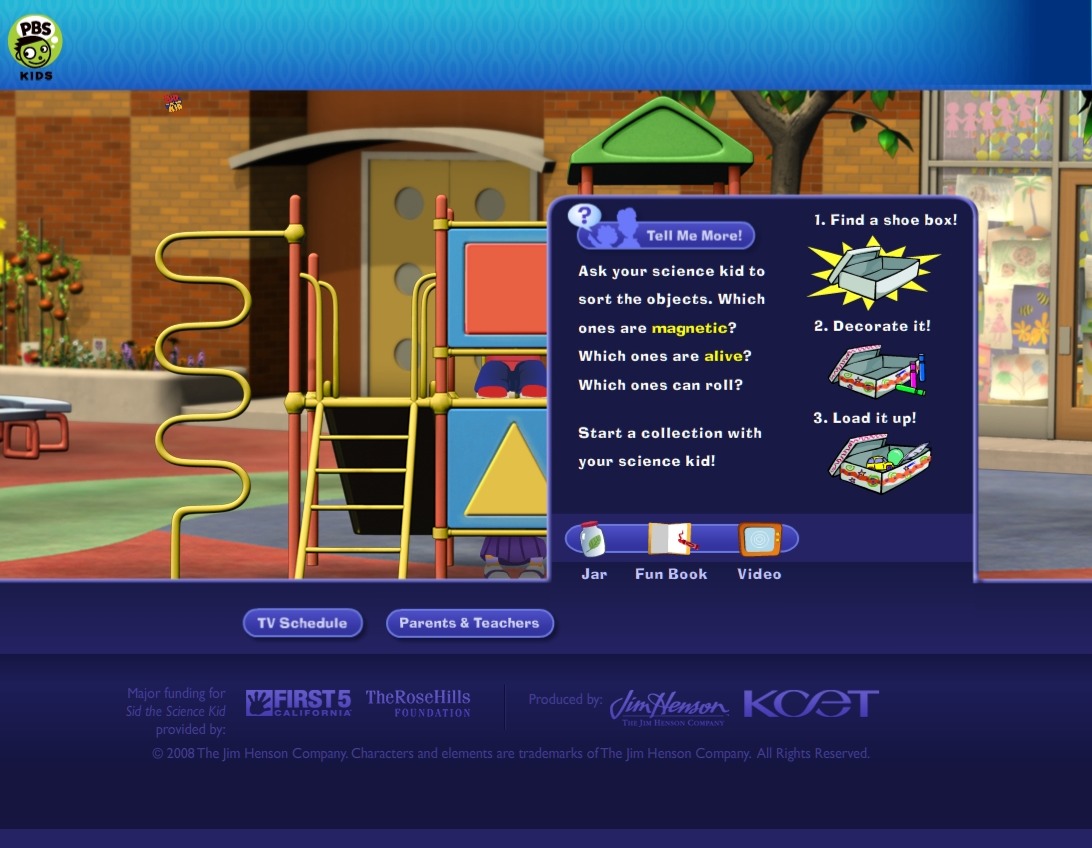 PBS
KIDS
Tell Me More!
Ask your science kid to
sort the objects. Which
ones are magnetic?
Which ones are alive?
Which ones can roll?
Start a collection with
your science kid!
1. Find a shoe box!
2. Decorate it!
3. Load it up!
Jar
Fun Book
Video
TV Schedule
Parents & Teachers
Major funding for
Sid the Science Kid
provided by:
FIRST 5
CALIFORNIA
TheRoseHills
FOUNDATION
Produced by:
Jim Henson
THE JIM HENSON COMPANY
KCET
© 2008 The Jim Henson Company. Characters and elements are trademarks of The Jim Henson Company. All Rights Reserved.